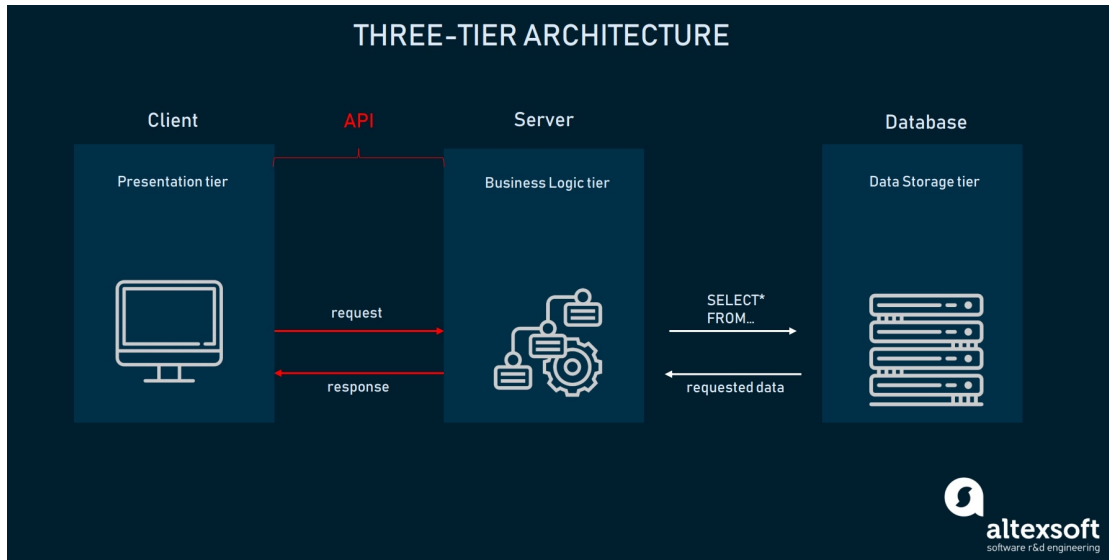 THREE-TIER ARCHITECTURE
Client
API
Server
Database
Presentation tier
Business Logic tier
Data Storage tier
request
response
SELECT*
FROM…
requested data
altexsoft
software r&d engineering